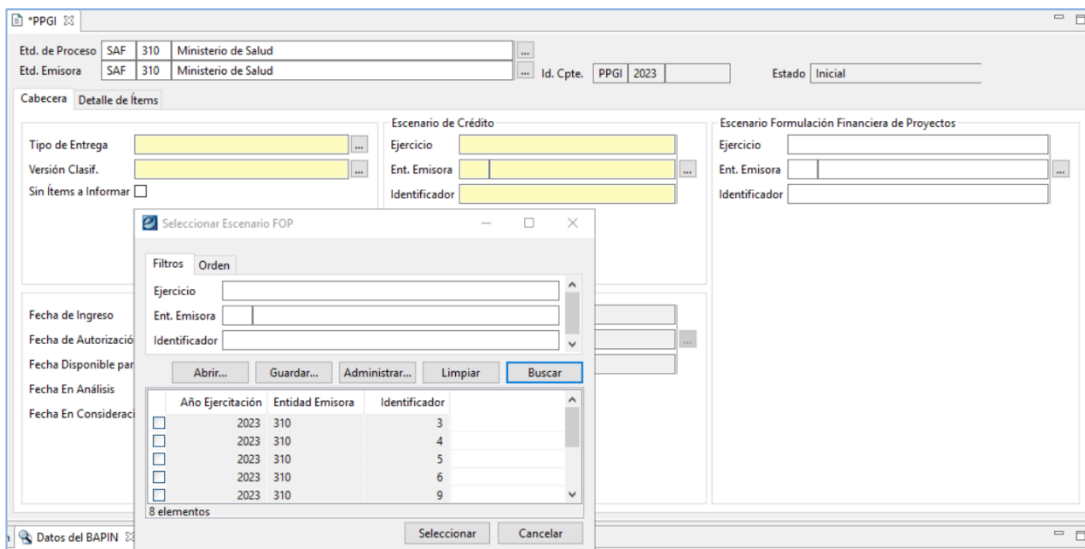 *PPGI
Etd. de Proceso SAF 310 Ministerio de Salud ...
Etd. Emisora SAF 310 Ministerio de Salud ... Id. Cpte. PPGI 2023 Estado Inicial
Cabecera Detalle de Ítems
Escenario de Crédito Escenario Formulación Financiera de Proyectos
Tipo de Entrega ... Ejercicio Ejercicio
Versión Clasif. ... Ent. Emisora ... Ent. Emisora ...
Sin Ítems a Informar Identificador Identificador
Seleccionar Escenario FOP
Filtros Orden
Ejercicio
Fecha de Ingreso Ent. Emisora
Fecha de Autorizació Identificador ...
Fecha Disponible par Abrir... Guardar... Administrar... Limpiar Buscar
Fecha En Análisis
Año Ejercitación Entidad Emisora Identificador
Fecha En Consideraci
2023 310 3
2023 310 4
2023 310 5
2023 310 6
2023 310 9
8 elementos
Seleccionar Cancelar
Datos del BAPIN